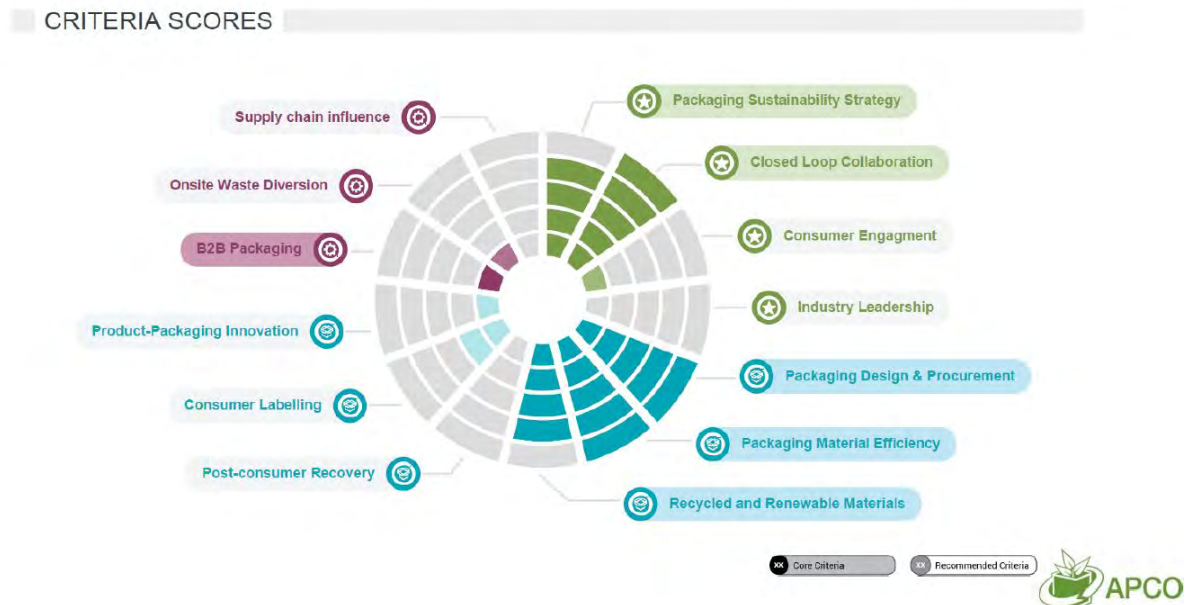 CRITERIA SCORES
Packaging Sustainability Strategy
Closed Loop Collaboration
Consumer Engagment
Industry Leadership
Packaging Design & Procurement
Packaging Material Efficiency
Recycled and Renewable Materials
Post-consumer Recovery
Consumer Labelling
Product-Packaging Innovation
B2B Packaging
Onsite Waste Diversion
Supply chain influence
XX Core Criteria
XX Recommended Criteria
APCO